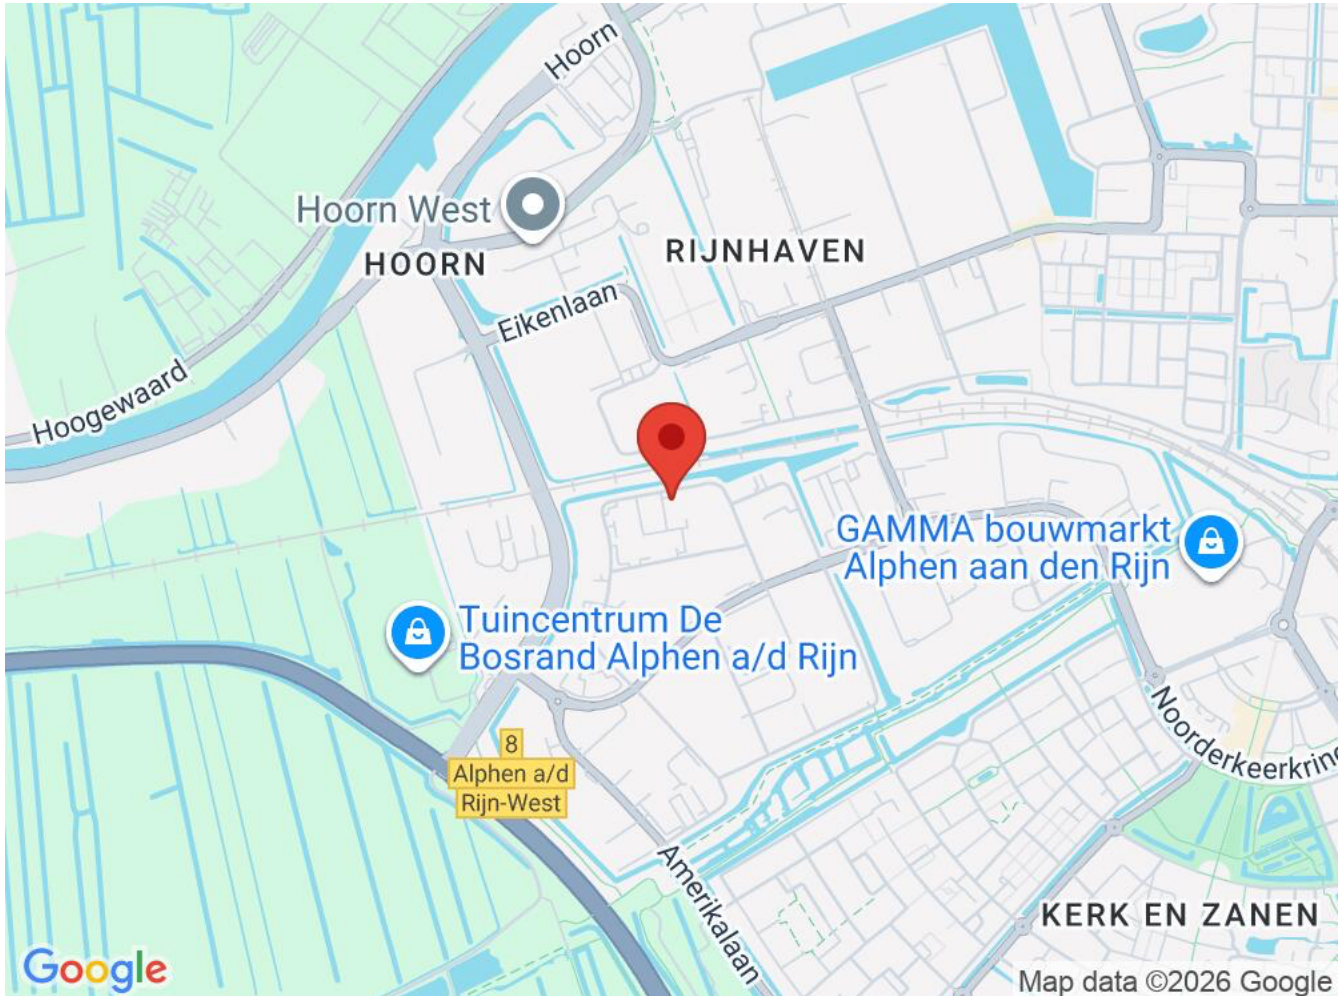 Hoorn
Hoorn West
HOORN
RIJNHAVEN
Eikenlaan
Hoogewaard
GAMMA bouwmarkt
Alphen aan den Rijn
Tuincentrum De
Bosrand Alphen a/d Rijn
8
Alphen a/d
Rijn-West
Noorderkeerkring
Amerikalaan
KERK EN ZANEN
Google
Map data ©2026 Google